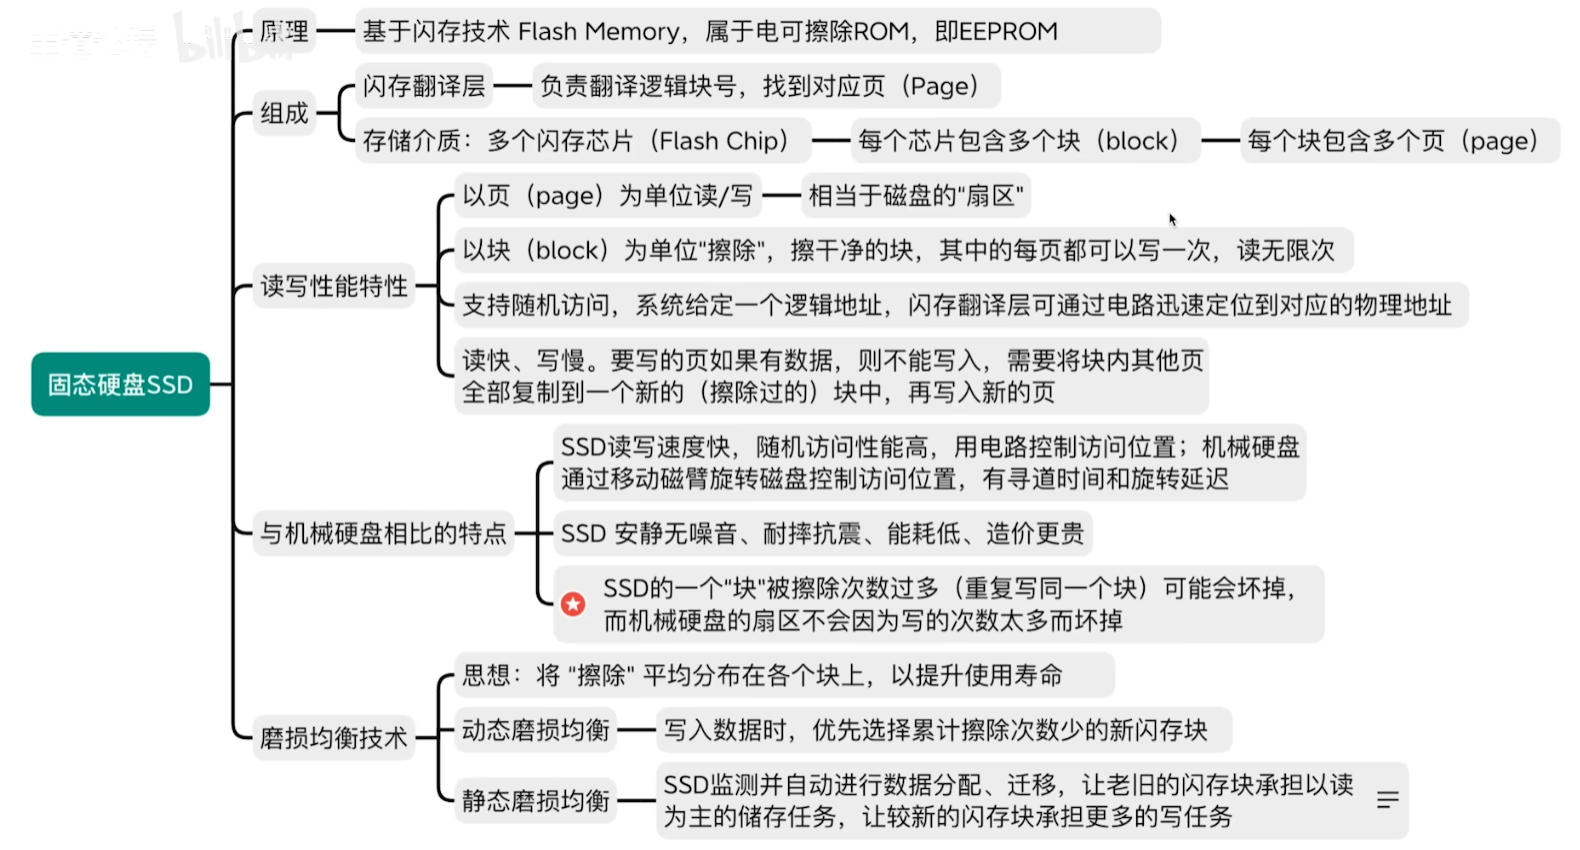 bilibili
原理
基于闪存技术 Flash Memory，属于电可擦除ROM，即EEPROM
组成
闪存翻译层
负责翻译逻辑块号，找到对应页（Page）
存储介质：多个闪存芯片（Flash Chip）
每个芯片包含多个块（block）
每个块包含多个页（page）
固态硬盘SSD
读写性能特性
以页（page）为单位读/写
相当于磁盘的"扇区"
以块（block）为单位"擦除"，擦干净的块，其中的每页都可以写一次，读无限次
支持随机访问，系统给定一个逻辑地址，闪存翻译层可通过电路迅速定位到对应的物理地址
读快、写慢。要写的页如果有数据，则不能写入，需要将块内其他页
全部复制到一个新的（擦除过的）块中，再写入新的页
与机械硬盘相比的特点
SSD读写速度快，随机访问性能高，用电路控制访问位置；机械硬盘
通过移动磁臂旋转磁盘控制访问位置，有寻道时间和旋转延迟
SSD 安静无噪音、耐摔抗震、能耗低、造价更贵
SSD的一个"块"被擦除次数过多（重复写同一个块）可能会坏掉，
而机械硬盘的扇区不会因为写的次数太多而坏掉
磨损均衡技术
思想：将 "擦除" 平均分布在各个块上，以提升使用寿命
动态磨损均衡
写入数据时，优先选择累计擦除次数少的新闪存块
静态磨损均衡
SSD监测并自动进行数据分配、迁移，让老旧的闪存块承担以读
为主的储存任务，让较新的闪存块承担更多的写任务